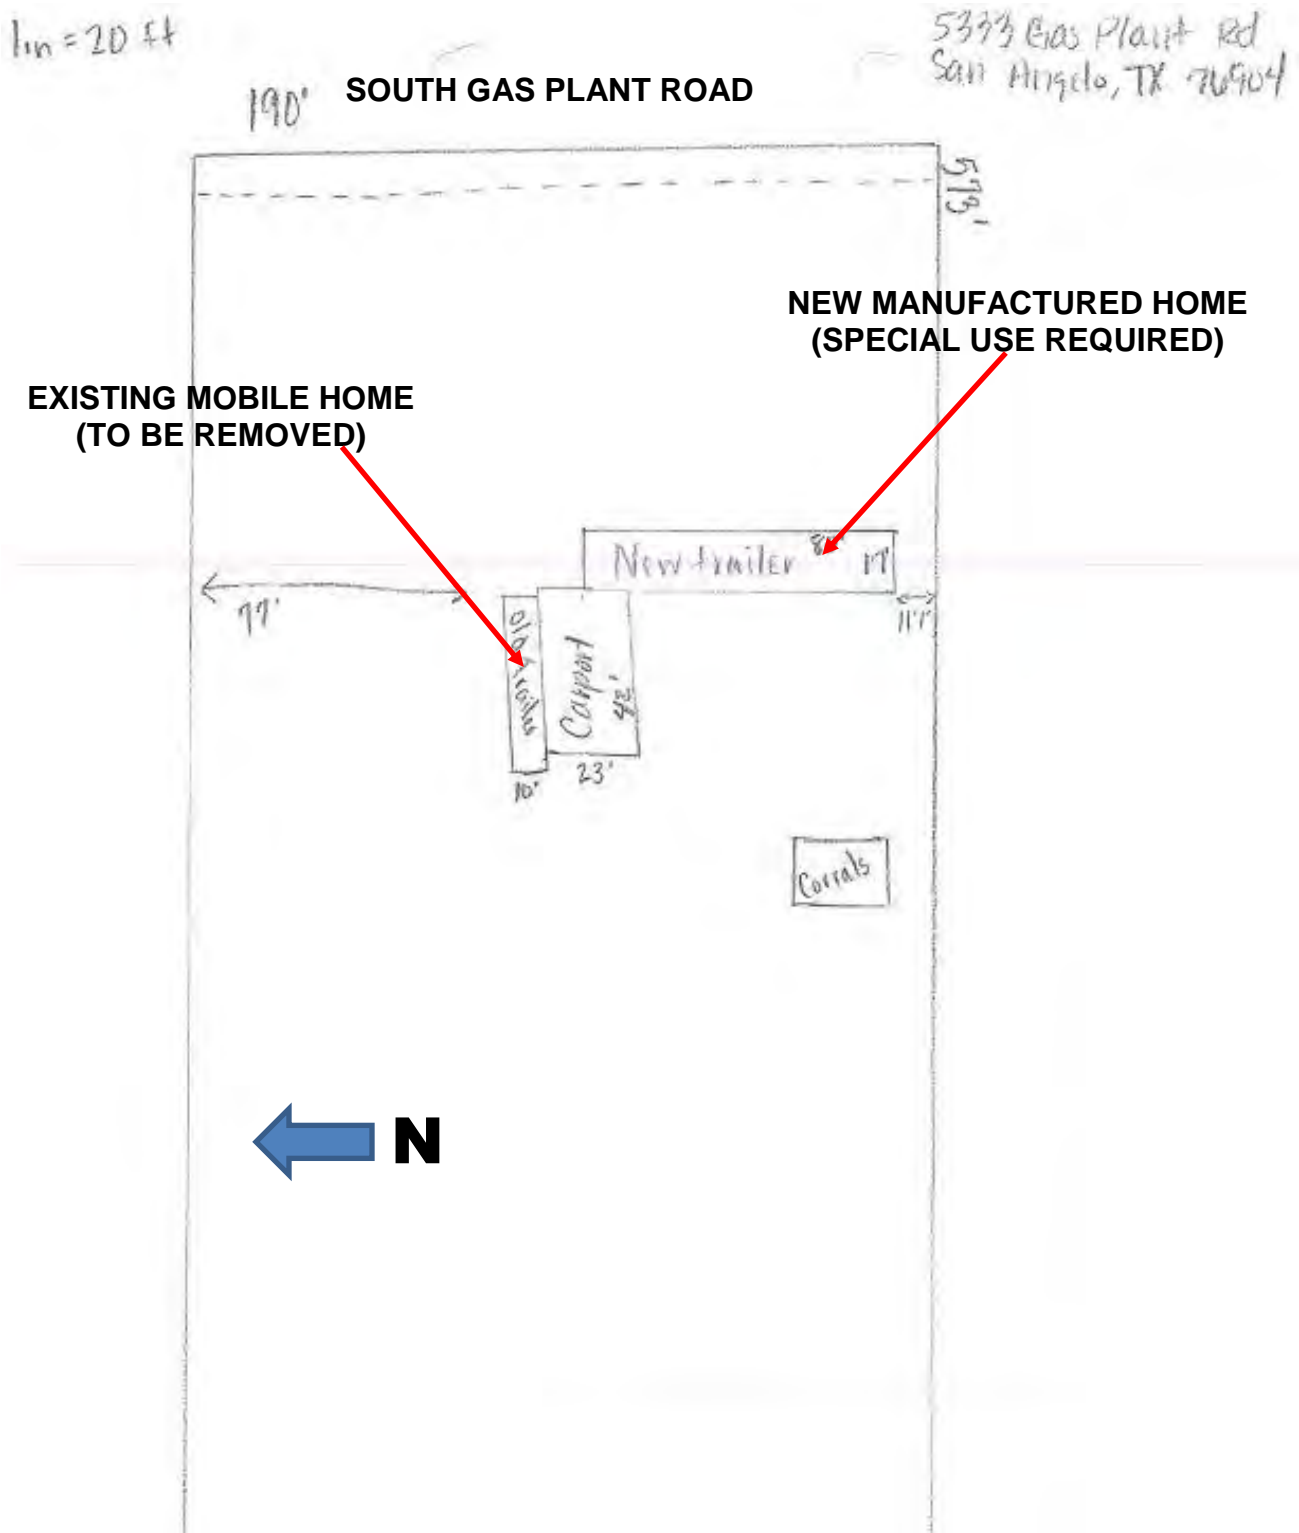 1in = 20 ft
5333 Gas Plant Rd
San Angelo, TX 76904
190'
SOUTH GAS PLANT ROAD
573'
NEW MANUFACTURED HOME
(SPECIAL USE REQUIRED)
EXISTING MOBILE HOME
(TO BE REMOVED)
New trailer
17'
77'
old trailer
Carport
42'
23'
10'
Corrals
N